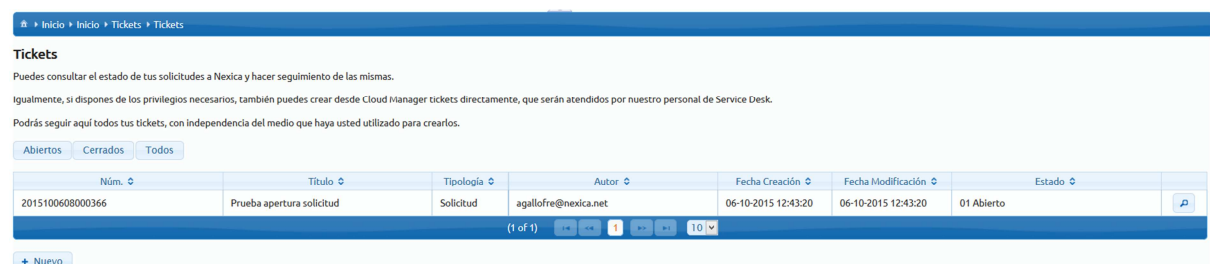 Inicio Inicio Tickets Tickets
Tickets
Puedes consultar el estado de tus solicitudes a Nexica y hacer seguimiento de las mismas.
Igualmente, si dispones de los privilegios necesarios, también puedes crear desde Cloud Manager tickets directamente, que serán atendidos por nuestro personal de Service Desk.
Podrás seguir aquí todos tus tickets, con independencia del medio que haya usted utilizado para crearlos.
Abiertos Cerrados Todos
Núm. Título Tipología Autor Fecha Creación Fecha Modificación Estado
2015100608000366 Prueba apertura solicitud Solicitud agallofre@nexica.net 06-10-2015 12:43:20 06-10-2015 12:43:20 01 Abierto
(1 of 1) 1 10
+ Nuevo